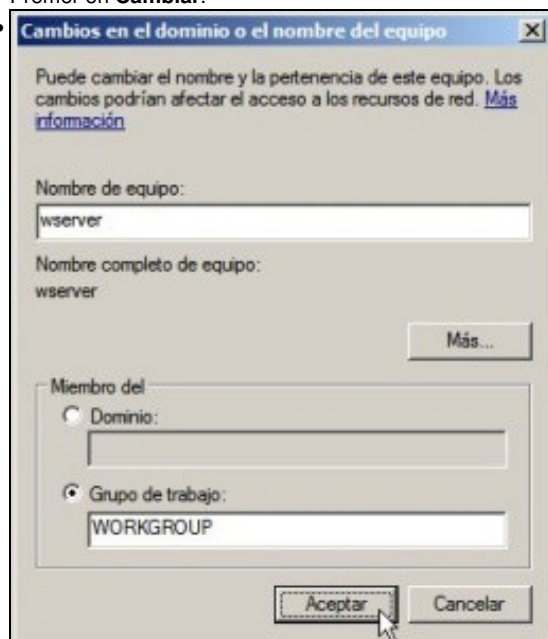 Premer en Cambiar.
Cambios en el dominio o el nombre del equipo
Puede cambiar el nombre y la pertenencia de este equipo. Los
cambios podrían afectar el acceso a los recursos de red. Más
información
Nombre de equipo:
wserver
Nombre completo de equipo:
wserver
Más...
Miembro del
Dominio:
Grupo de trabajo:
WORKGROUP
Aceptar
Cancelar